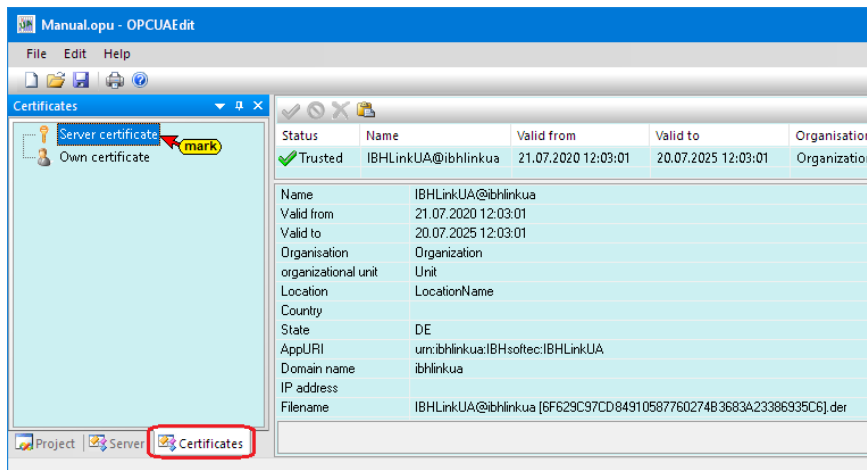 Manual.opu - OPCUAEdit
File Edit Help
Certificates
Server certificate
mark
Own certificate
Status Name Valid from Valid to Organisation
Trusted IBHLinkUA@ibhlinkua 21.07.2020 12:03:01 20.07.2025 12:03:01 Organizatio
Name IBHLinkUA@ibhlinkua
Valid from 21.07.2020 12:03:01
Valid to 20.07.2025 12:03:01
Organisation Organization
organizational unit Unit
Location LocationName
Country
State DE
AppURI urn:ibhlinkua:IBHsoftec:IBHLinkUA
Domain name ibhlinkua
IP address
Filename IBHLinkUA@ibhlinkua [6F629C97CD84910587760274B3683A23386935C6].der
Project Server Certificates